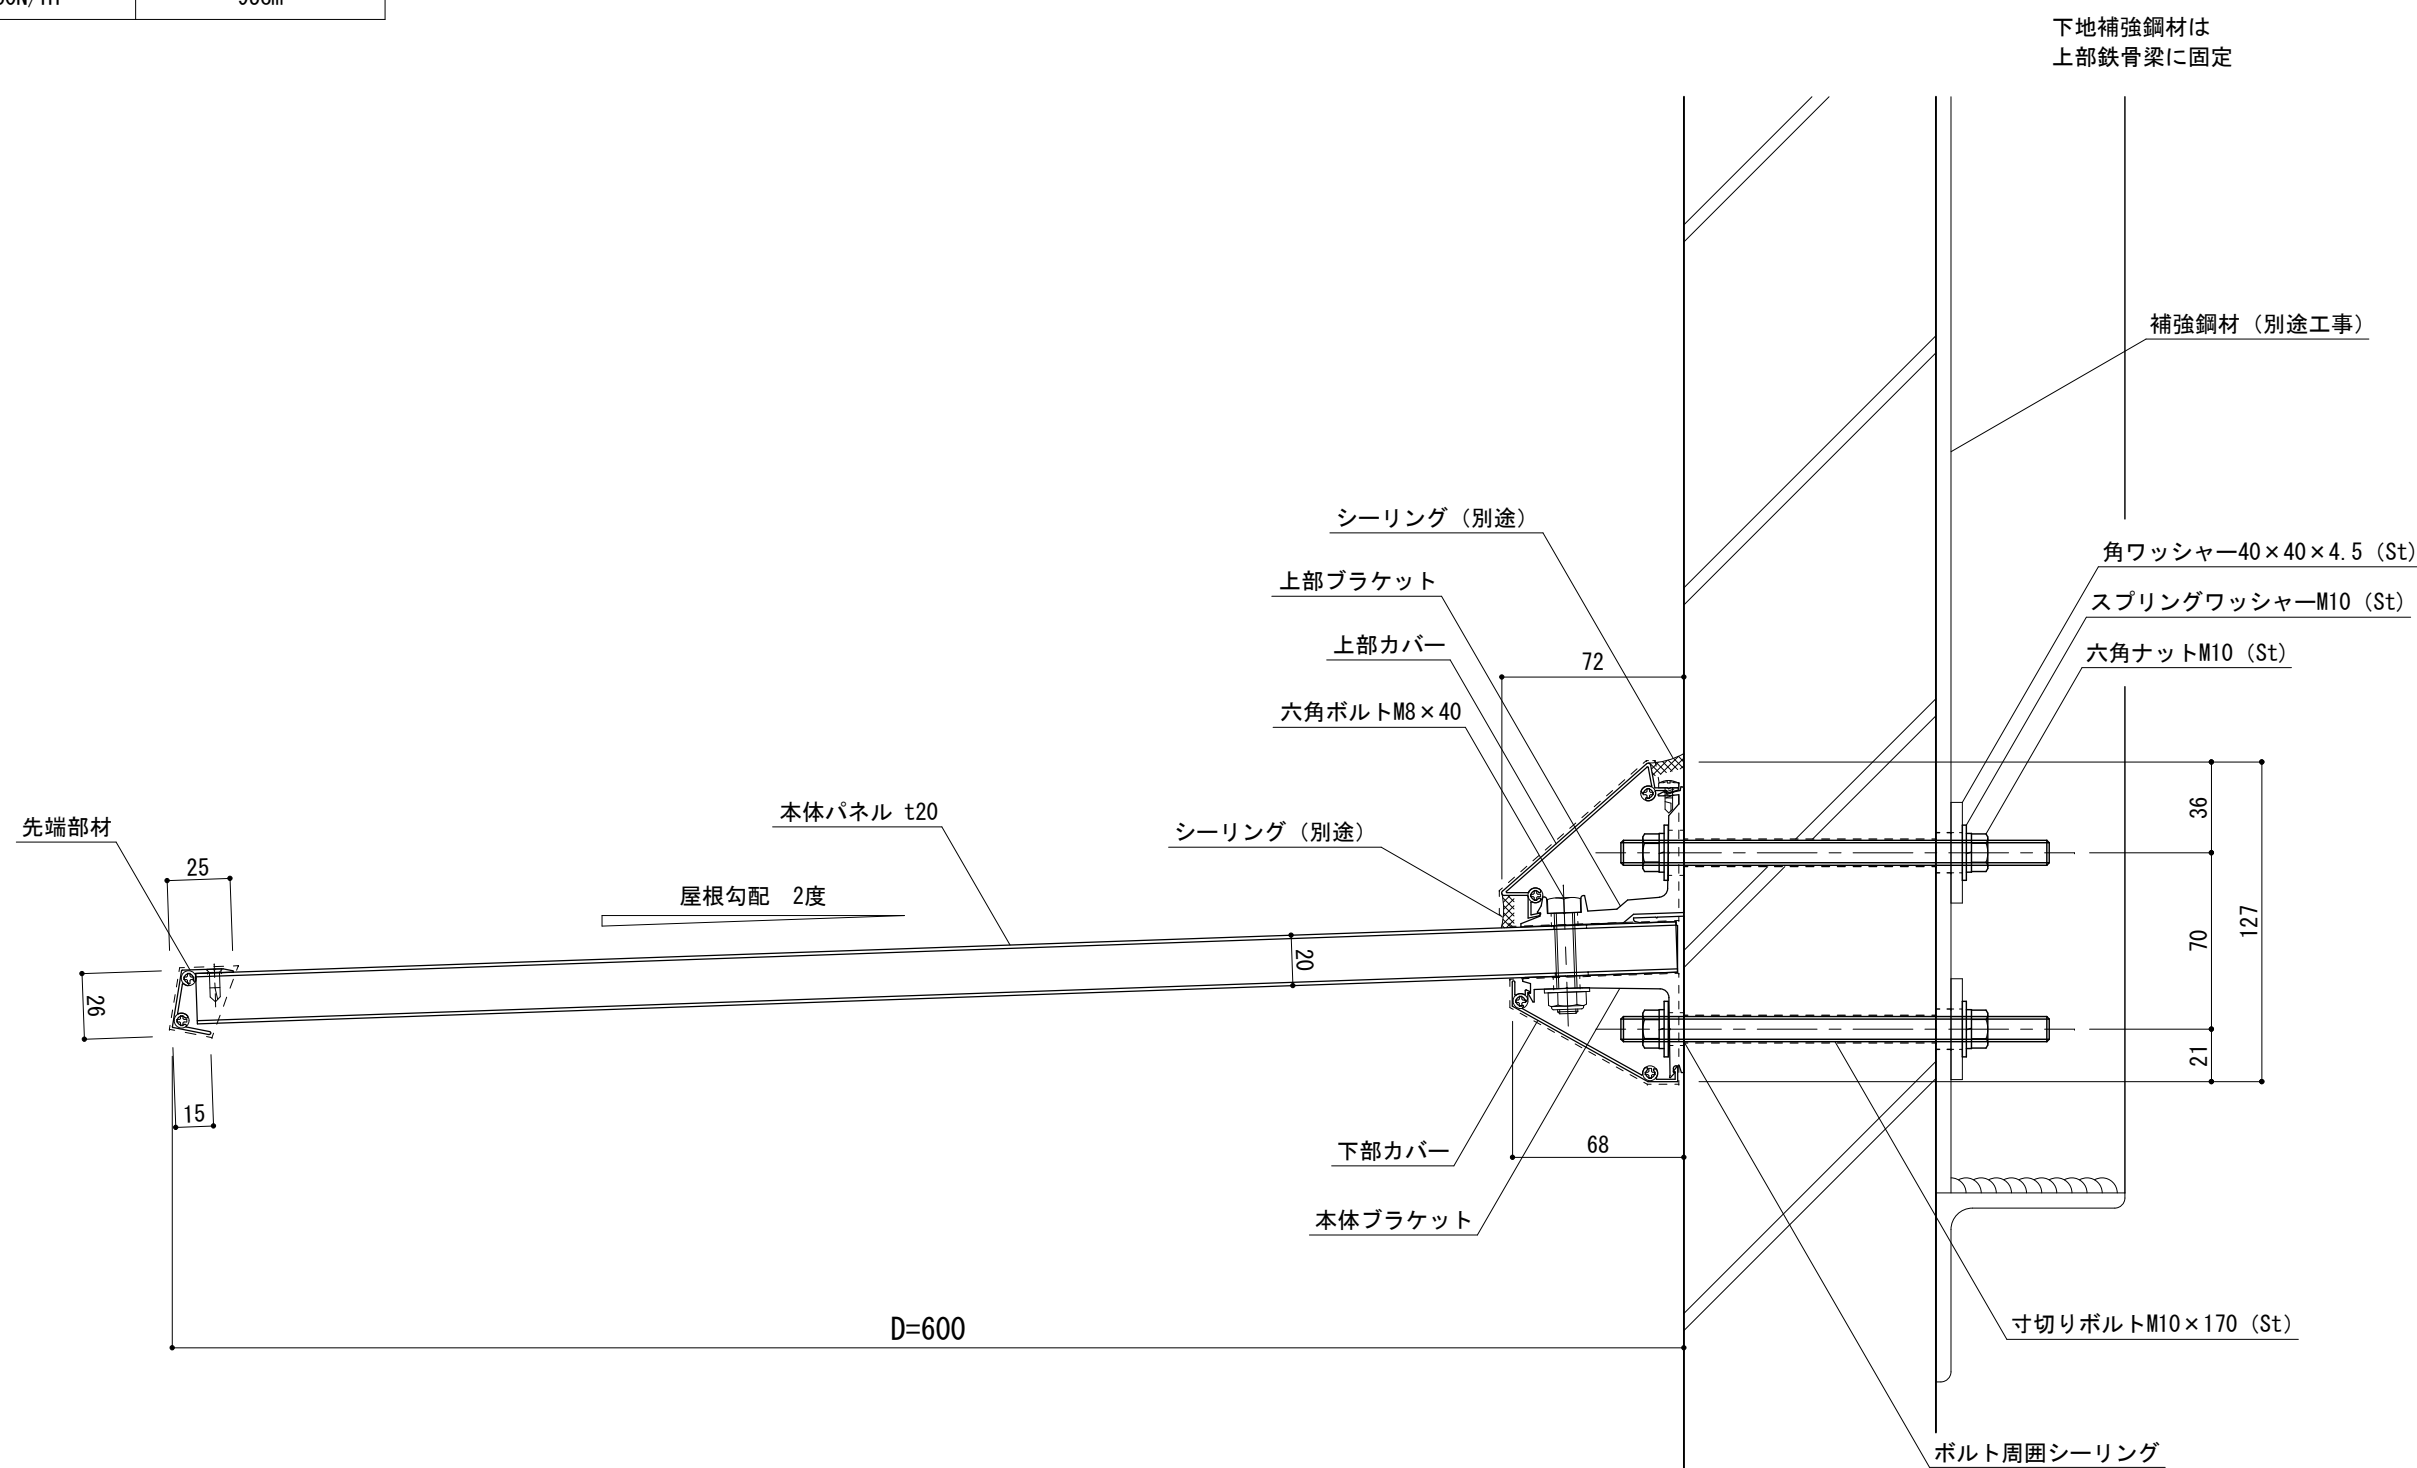 下地補強鋼材は
上部鉄骨梁に固定
補強鋼材（別途工事）
シーリング（別途）
角ワッシャー40×40×4.5（St）
上部ブラケット
スプリングワッシャーM10（St）
上部カバー
六角ナットM10（St）
72
六角ボルトM8×40
本体パネル t20
先端部材
シーリング（別途）
36
25
屋根勾配　2度
127
70
20
26
21
15
下部カバー
68
本体ブラケット
D=600
寸切りボルトM10×170（St）
ボルト周囲シーリング